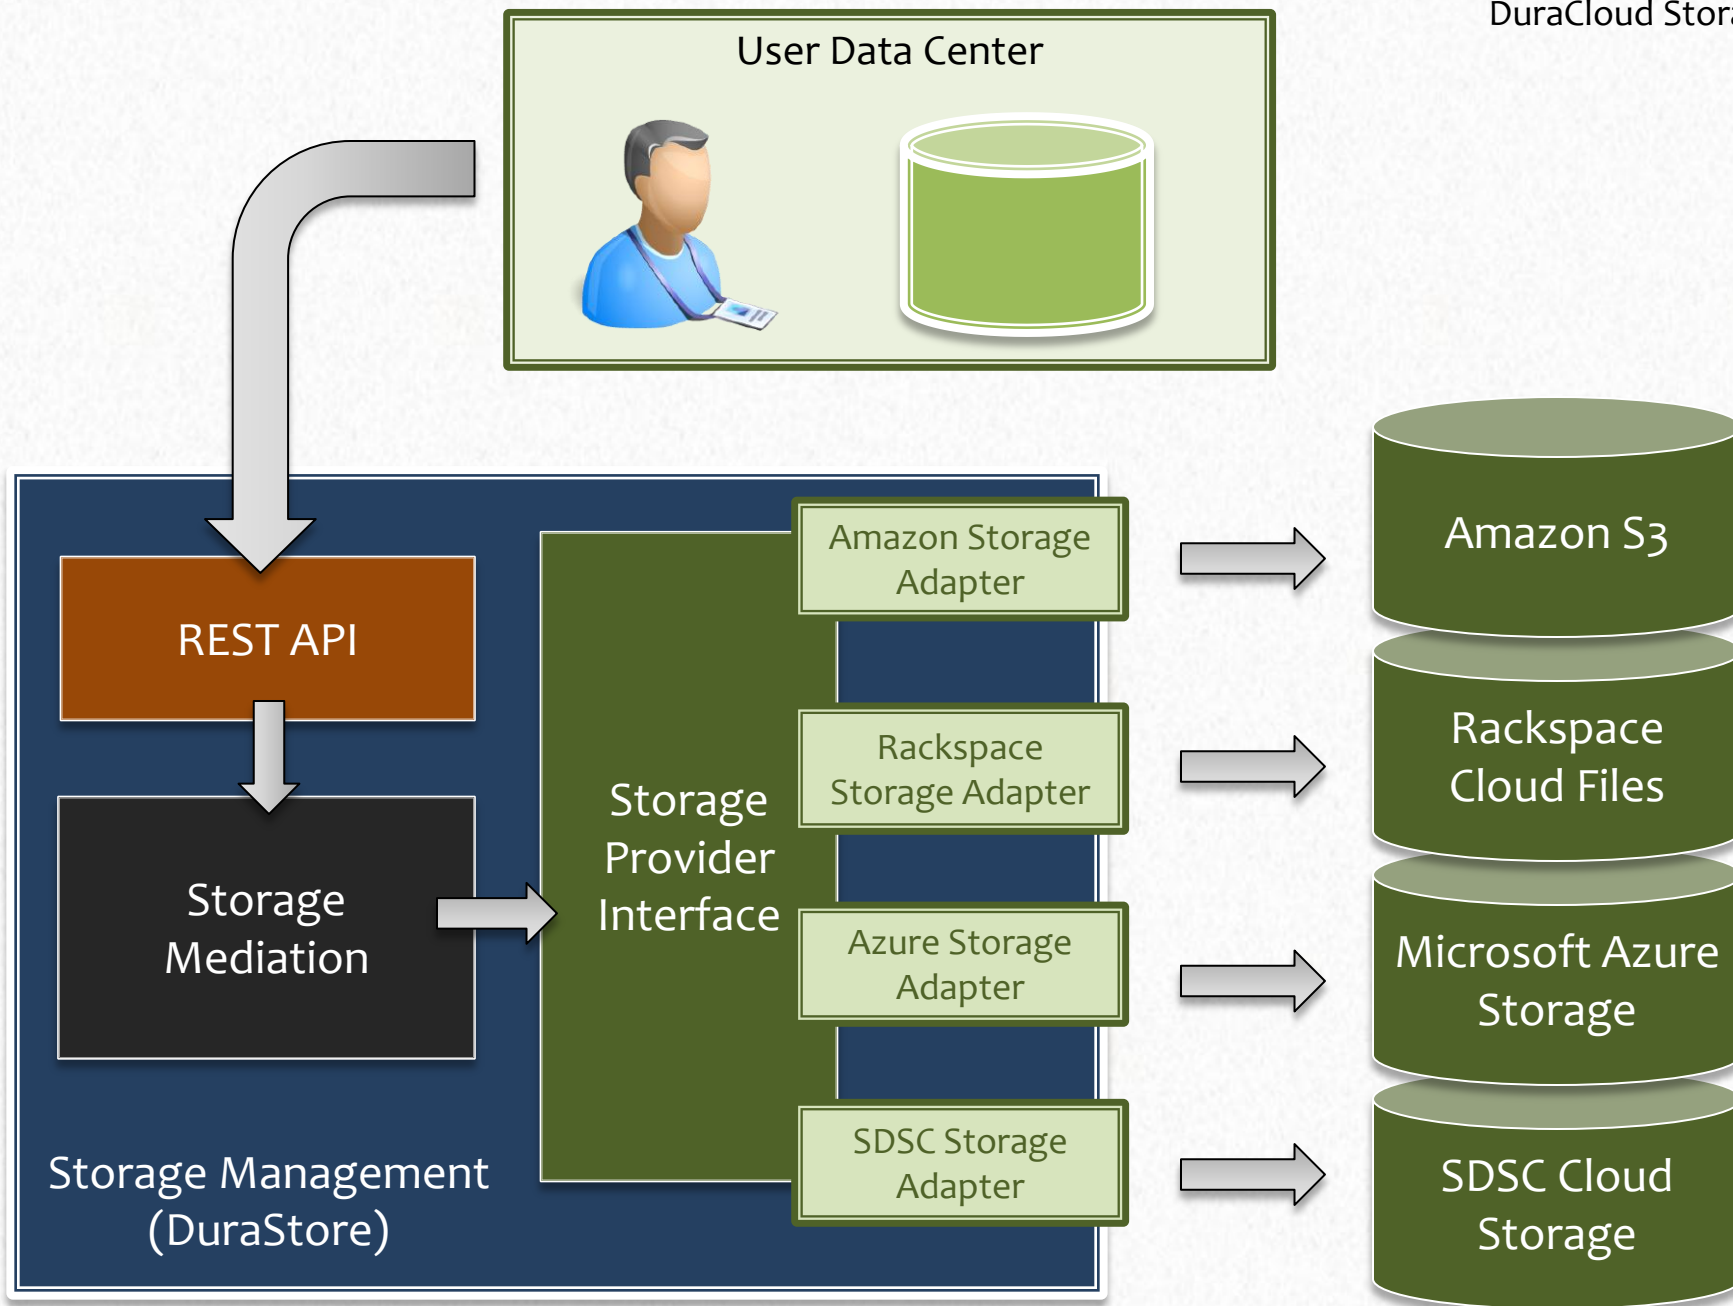 DuraCloud
User Data Center
REST API
Storage
Mediation
Storage Management
(DuraStore)
Storage
Provider
Interface
Amazon Storage
Adapter
Rackspace
Storage Adapter
Azure Storage
Adapter
SDSC Storage
Adapter
Amazon S3
Rackspace
Cloud Files
Microsoft Azure
Storage
SDSC Cloud
Storage